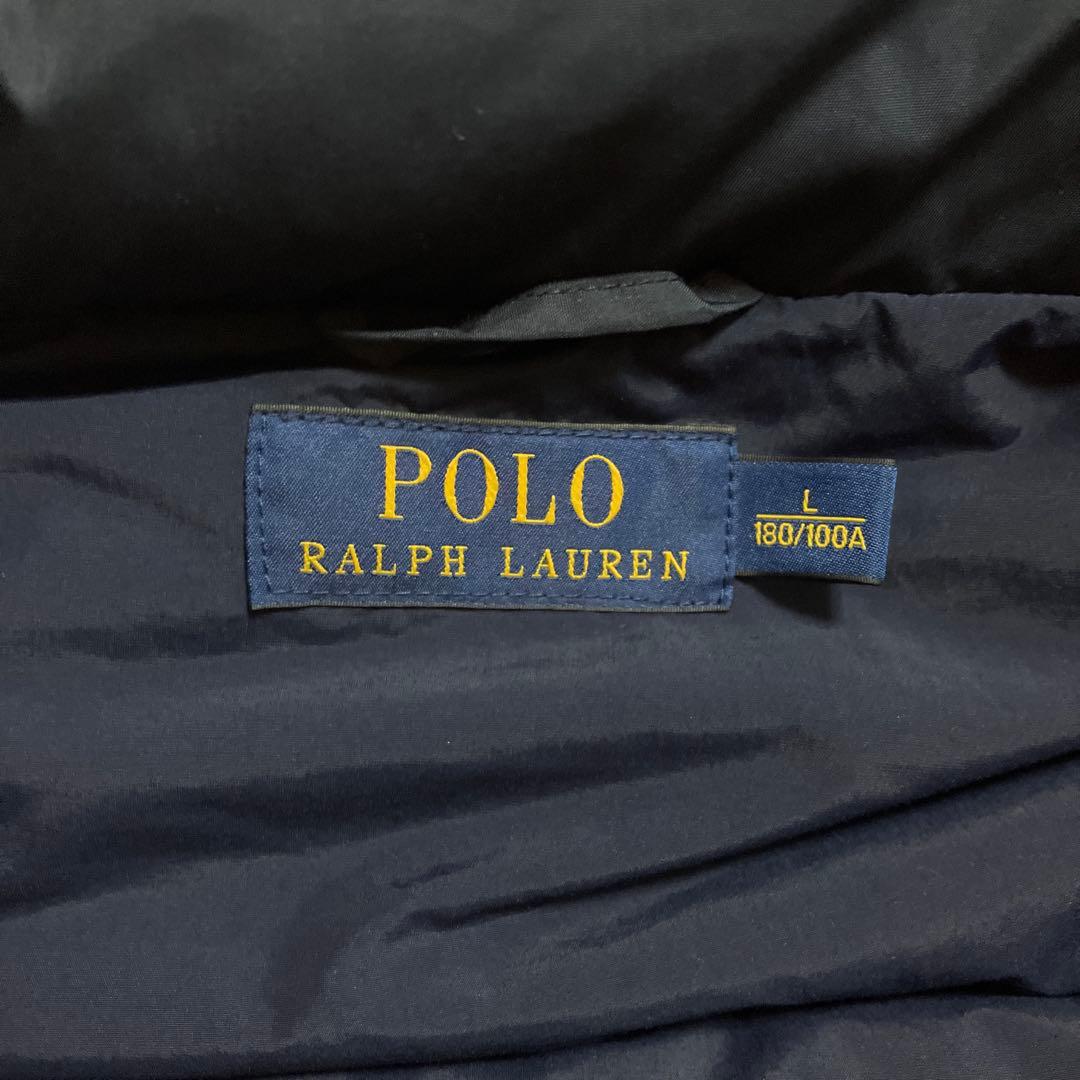 POLO
RALPH LAUREN
L
180/100A